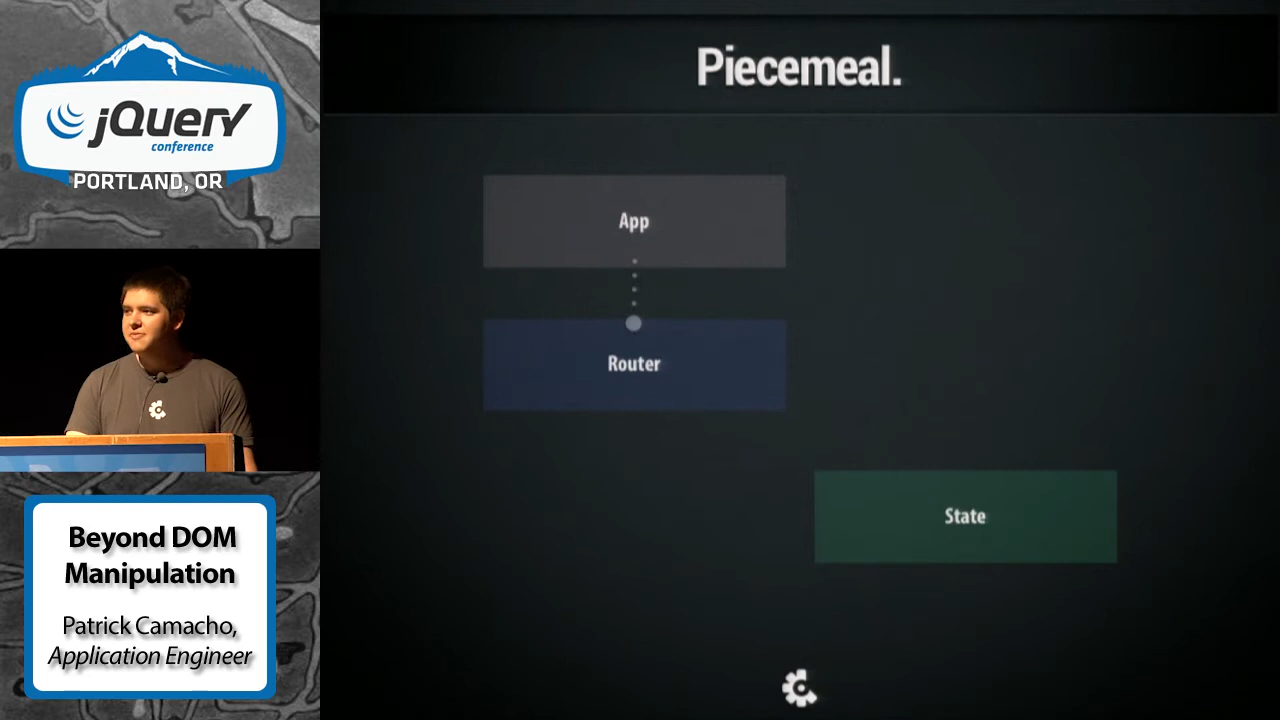 jQuery
conference
PORTLAND, OR
Beyond DOM
Manipulation
Patrick Camacho,
Application Engineer
Piecemeal.
App
Router
State